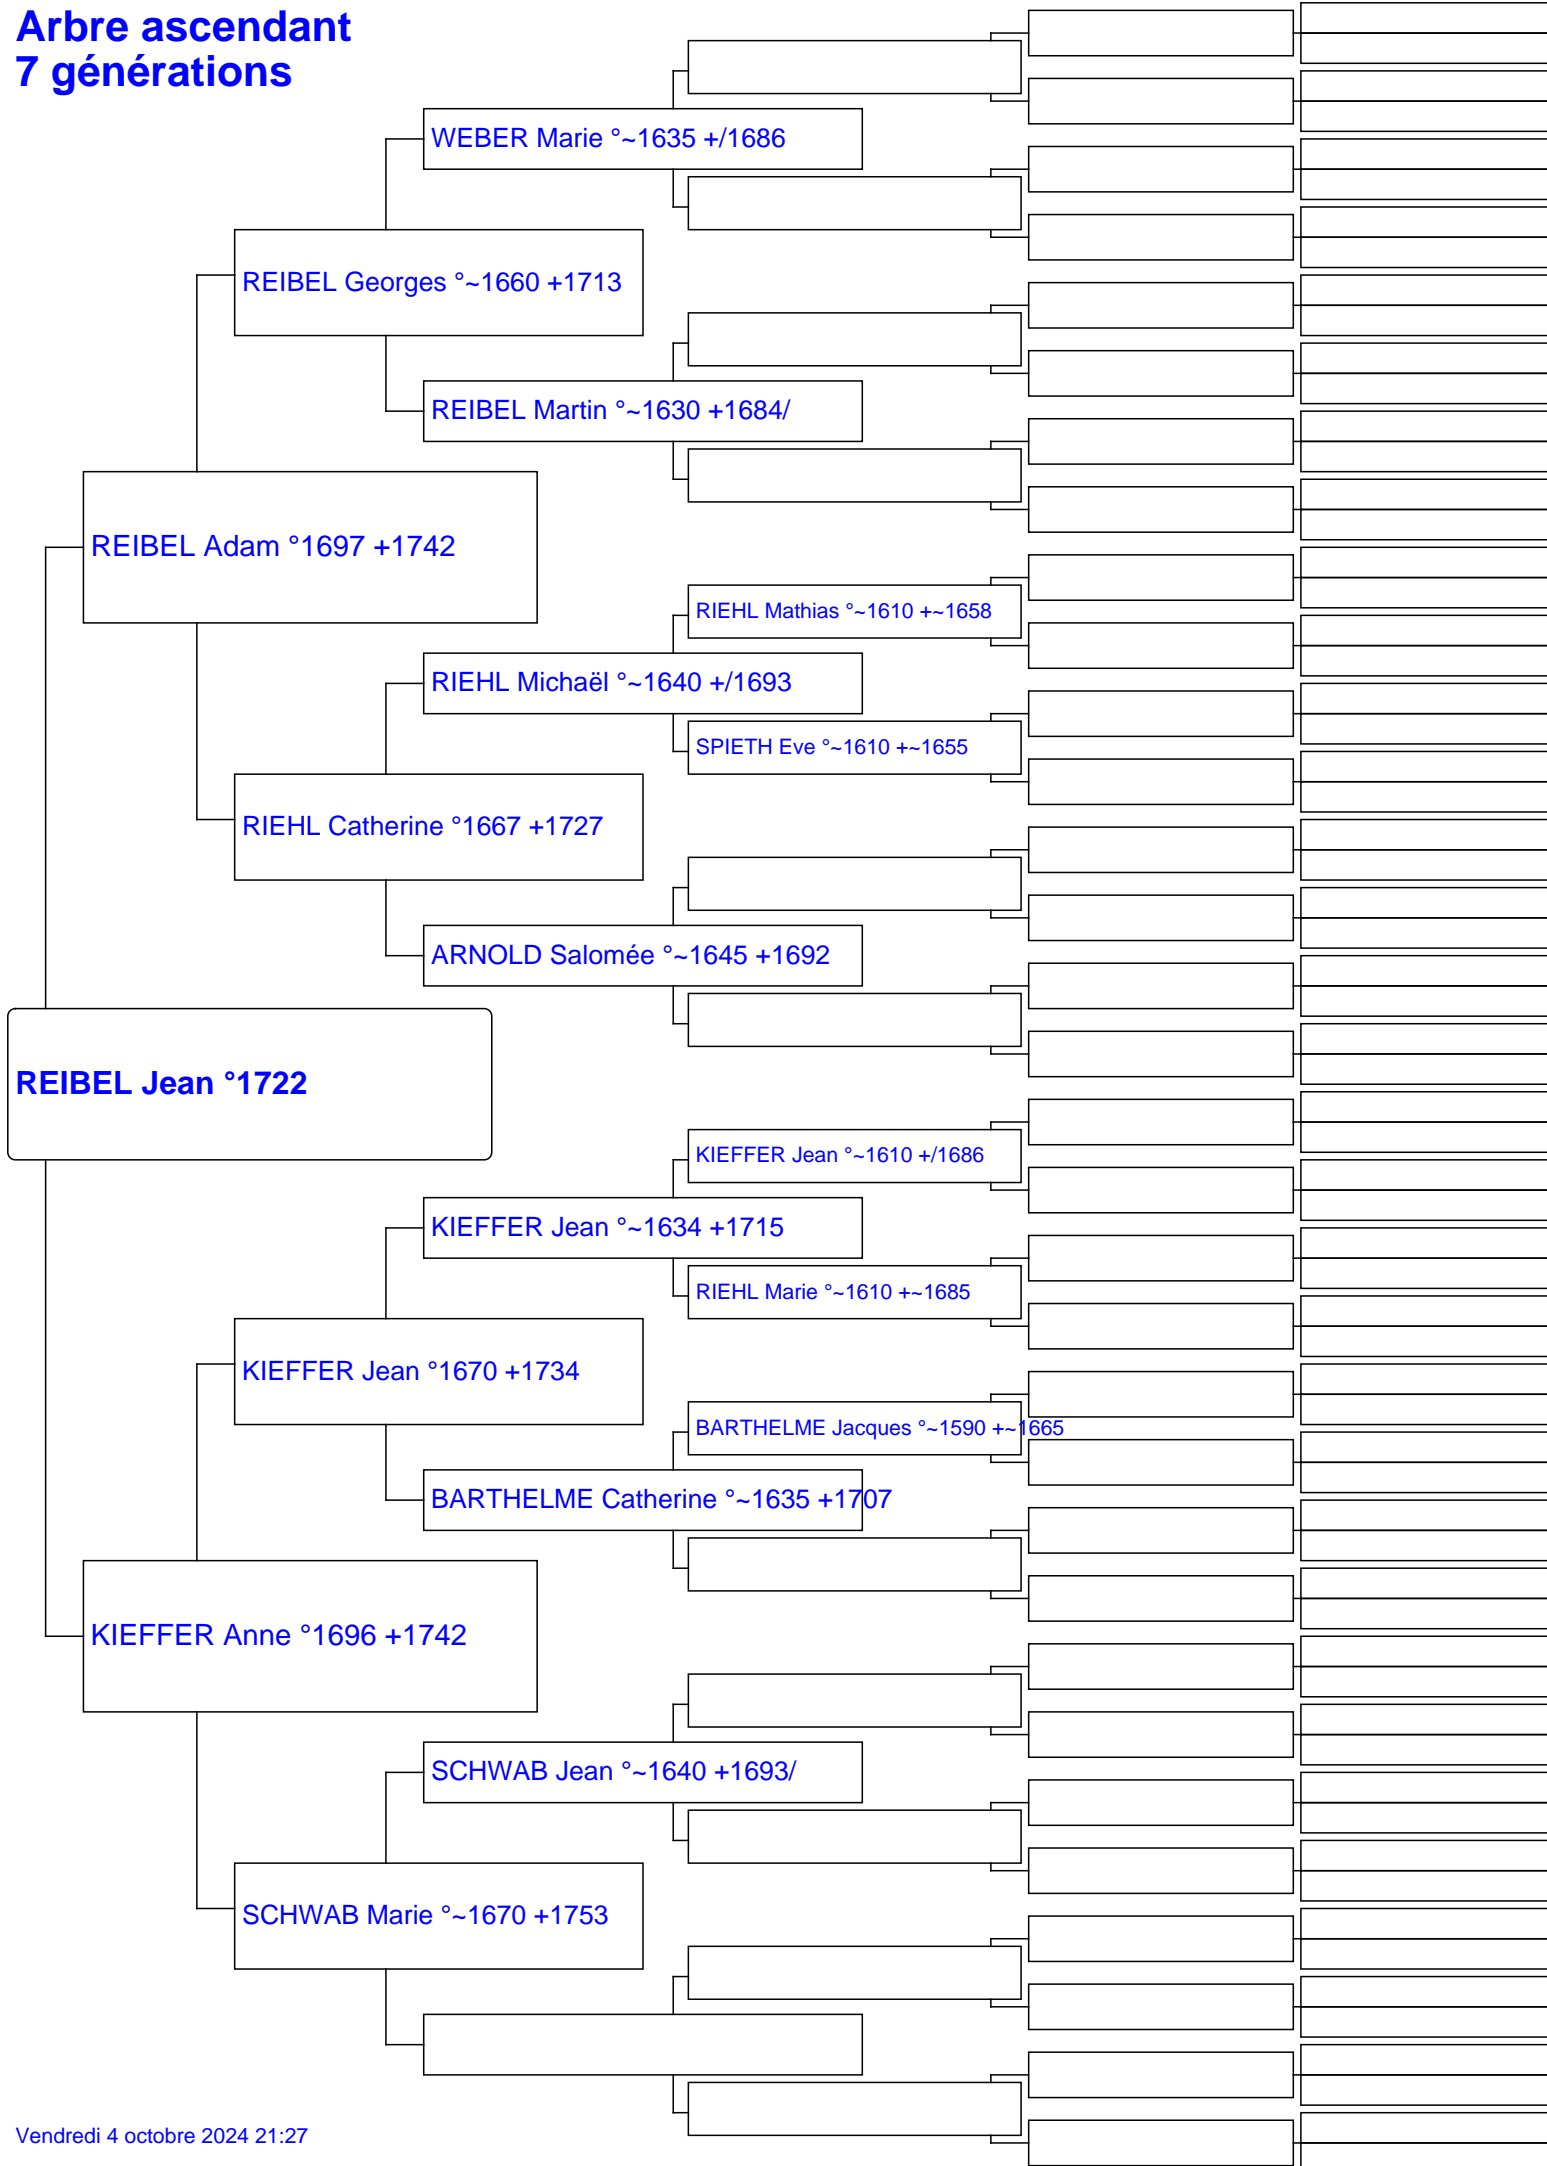 Arbre ascendant
7 générations
WEBER Marie °~1635 +/1686
REIBEL Georges °~1660 +1713
REIBEL Martin °~1630 +1684/
REIBEL Adam °1697 +1742
RIEHL Mathias °~1610 +~1658
RIEHL Michaël °~1640 +/1693
SPIETH Eve °~1610 +~1655
RIEHL Catherine °1667 +1727
ARNOLD Salomée °~1645 +1692
REIBEL Jean °1722
KIEFFER Jean °~1610 +/1686
KIEFFER Jean °~1634 +1715
RIEHL Marie °~1610 +~1685
KIEFFER Jean °1670 +1734
BARTHELME Jacques °~1590 +~1665
BARTHELME Catherine °~1635 +1707
KIEFFER Anne °1696 +1742
SCHWAB Jean °~1640 +1693/
SCHWAB Marie °~1670 +1753
Vendredi 4 octobre 2024 21:27